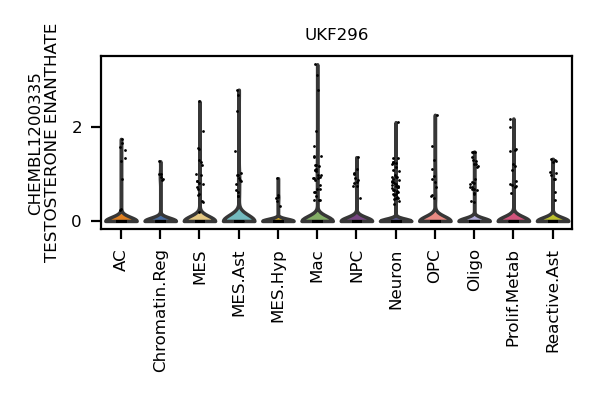 UKF296
CHEMBL1200335
TESTOSTERONE ENANTHATE
2
0
AC
Chromatin.Reg
MES
MES.Ast
MES.Hyp
Mac
NPC
Neuron
OPC
Oligo
Prolif.Metab
Reactive.Ast